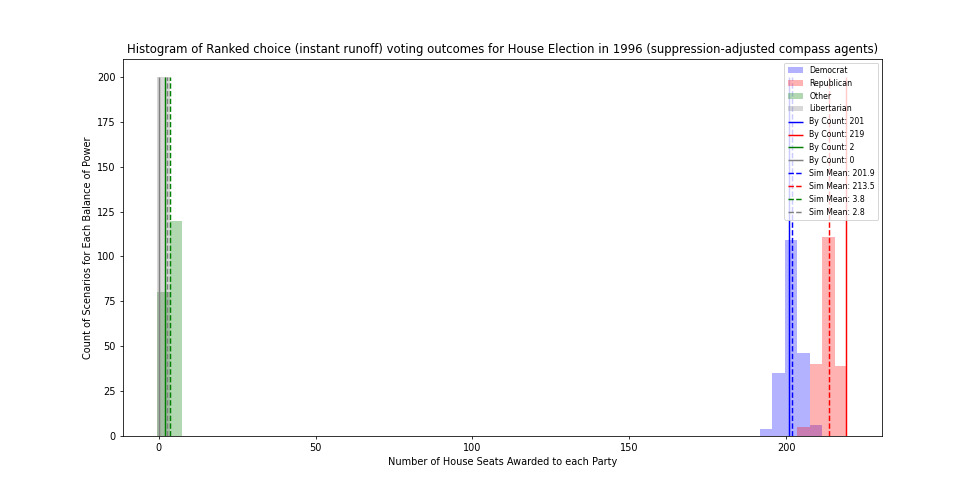 Histogram of Ranked choice (instant runoff) voting outcomes for House Election in 1996 (suppression-adjusted compass agents)
Count of Scenarios for Each Balance of Power
200
175
150
125
100
75
50
25
0
Democrat
Republican
Other
Libertarian
By Count: 201
By Count: 219
By Count: 2
By Count: 0
Sim Mean: 201.9
Sim Mean: 213.5
Sim Mean: 3.8
Sim Mean: 2.8
0
50
100
150
200
Number of House Seats Awarded to each Party